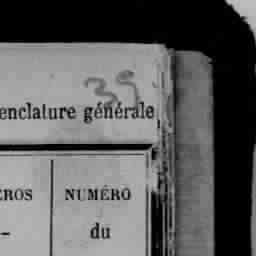 39
enclature générale
EROS NUMÉRO
– du